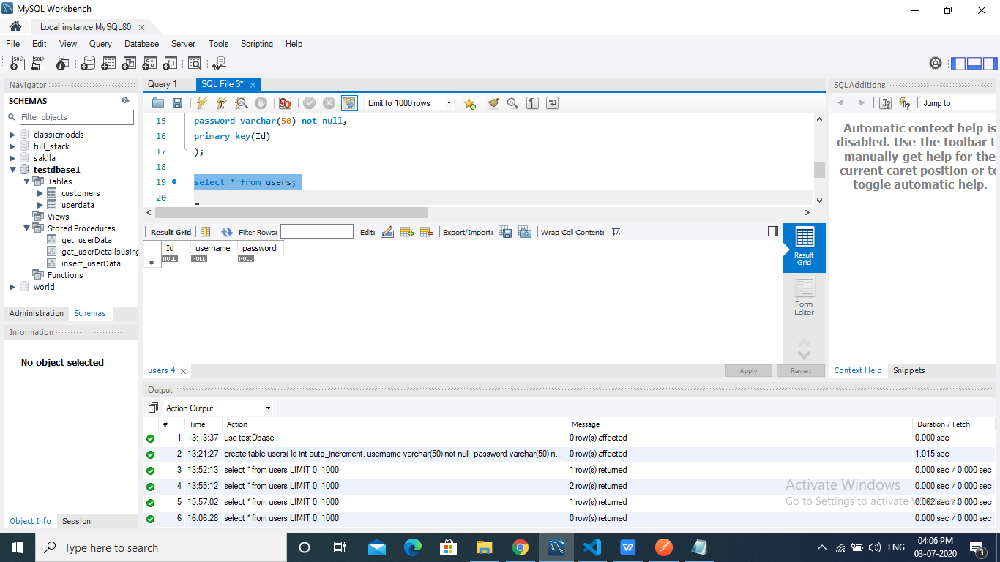 MySQL Workbench
Local instance MySQL80
File Edit View Query Database Server Tools Scripting Help
Navigator
SCHEMAS
Filter objects
classicmodels
full_stack
sakila
testdbase1
Tables
customers
userdata
Views
Stored Procedures
get_userData
get_userDetailsusing
insert_userData
Functions
world
Administration Schemas
Information
No object selected
Object Info Session
Query 1 SQL File 3*
Limit to 1000 rows
15 password varchar(50) not null,
16 primary key(Id)
17 );
18
19 select * from users;
20
Result Grid Filter Rows: Edit: Export/Import: Wrap Cell Content:
Id username password
NULL NULL NULL
Result
Grid
Form
Editor
users 4
Apply Revert
SQLAdditions
Jump to
Automatic context help is
disabled. Use the toolbar t
manually get help for the
current caret position or to
toggle automatic help.
Context Help Snippets
Output
Action Output
# Time Action Message Duration / Fetch
1 13:13:37 use testDbase1 0 row(s) affected 0.000 sec
2 13:21:27 create table users( Id int auto_increment, username varchar(50) not null, password varchar(50) n... 0 row(s) affected 1.015 sec
3 13:52:13 select * from users LIMIT 0, 1000 1 row(s) returned 0.000 sec / 0.000 sec
4 13:55:12 select * from users LIMIT 0, 1000 2 row(s) returned 0.000 sec / 0.000 sec
5 15:57:02 select * from users LIMIT 0, 1000 1 row(s) returned 0.062 sec / 0.000 sec
6 16:06:28 select * from users LIMIT 0, 1000 0 row(s) returned 0.000 sec / 0.000 sec
Activate Windows
Go to Settings to activate Windows.
Type here to search
ENG
04:06 PM
03-07-2020
3